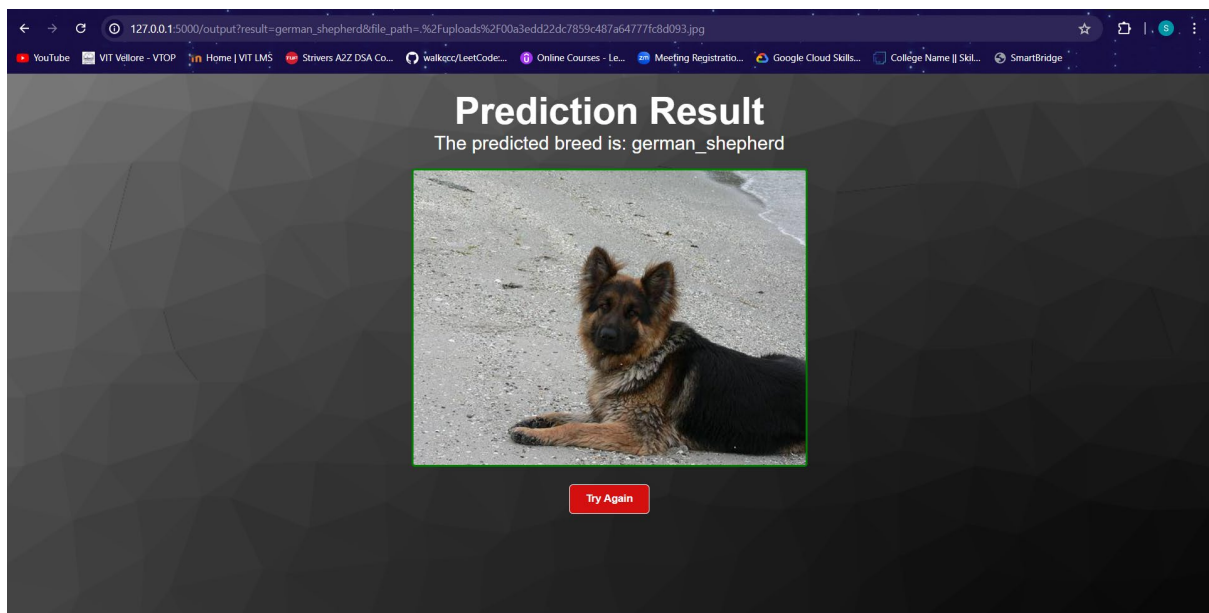 127.0.0.1:5000/output?result=german_shepherd&file_path=.%2Fuploads%2F00a3edd22dc7859c487a64777fc8d093.jpg
S
YouTube VIT Vellore - VTOP Home | VIT LMS Strivers A2Z DSA Co... walkccc/LeetCode:... Online Courses - Le... zm Meeting Registratio... Google Cloud Skills... College Name || Skil... SmartBridge
Prediction Result
The predicted breed is: german_shepherd
Try Again